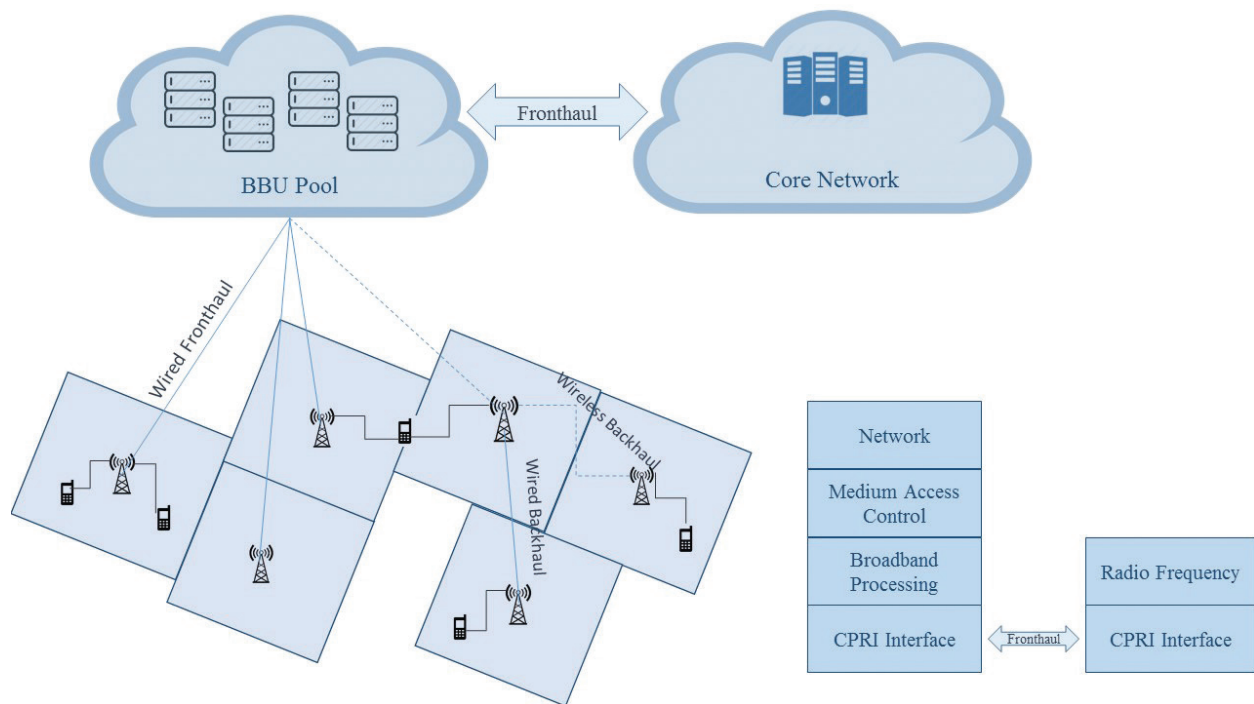 Fronthaul
BBU Pool
Core Network
Wired Fronthaul
Wireless Backhaul
Wired Backhaul
Network
Medium Access
Control
Broadband
Processing
Radio Frequency
CPRI Interface
Fronthaul
CPRI Interface